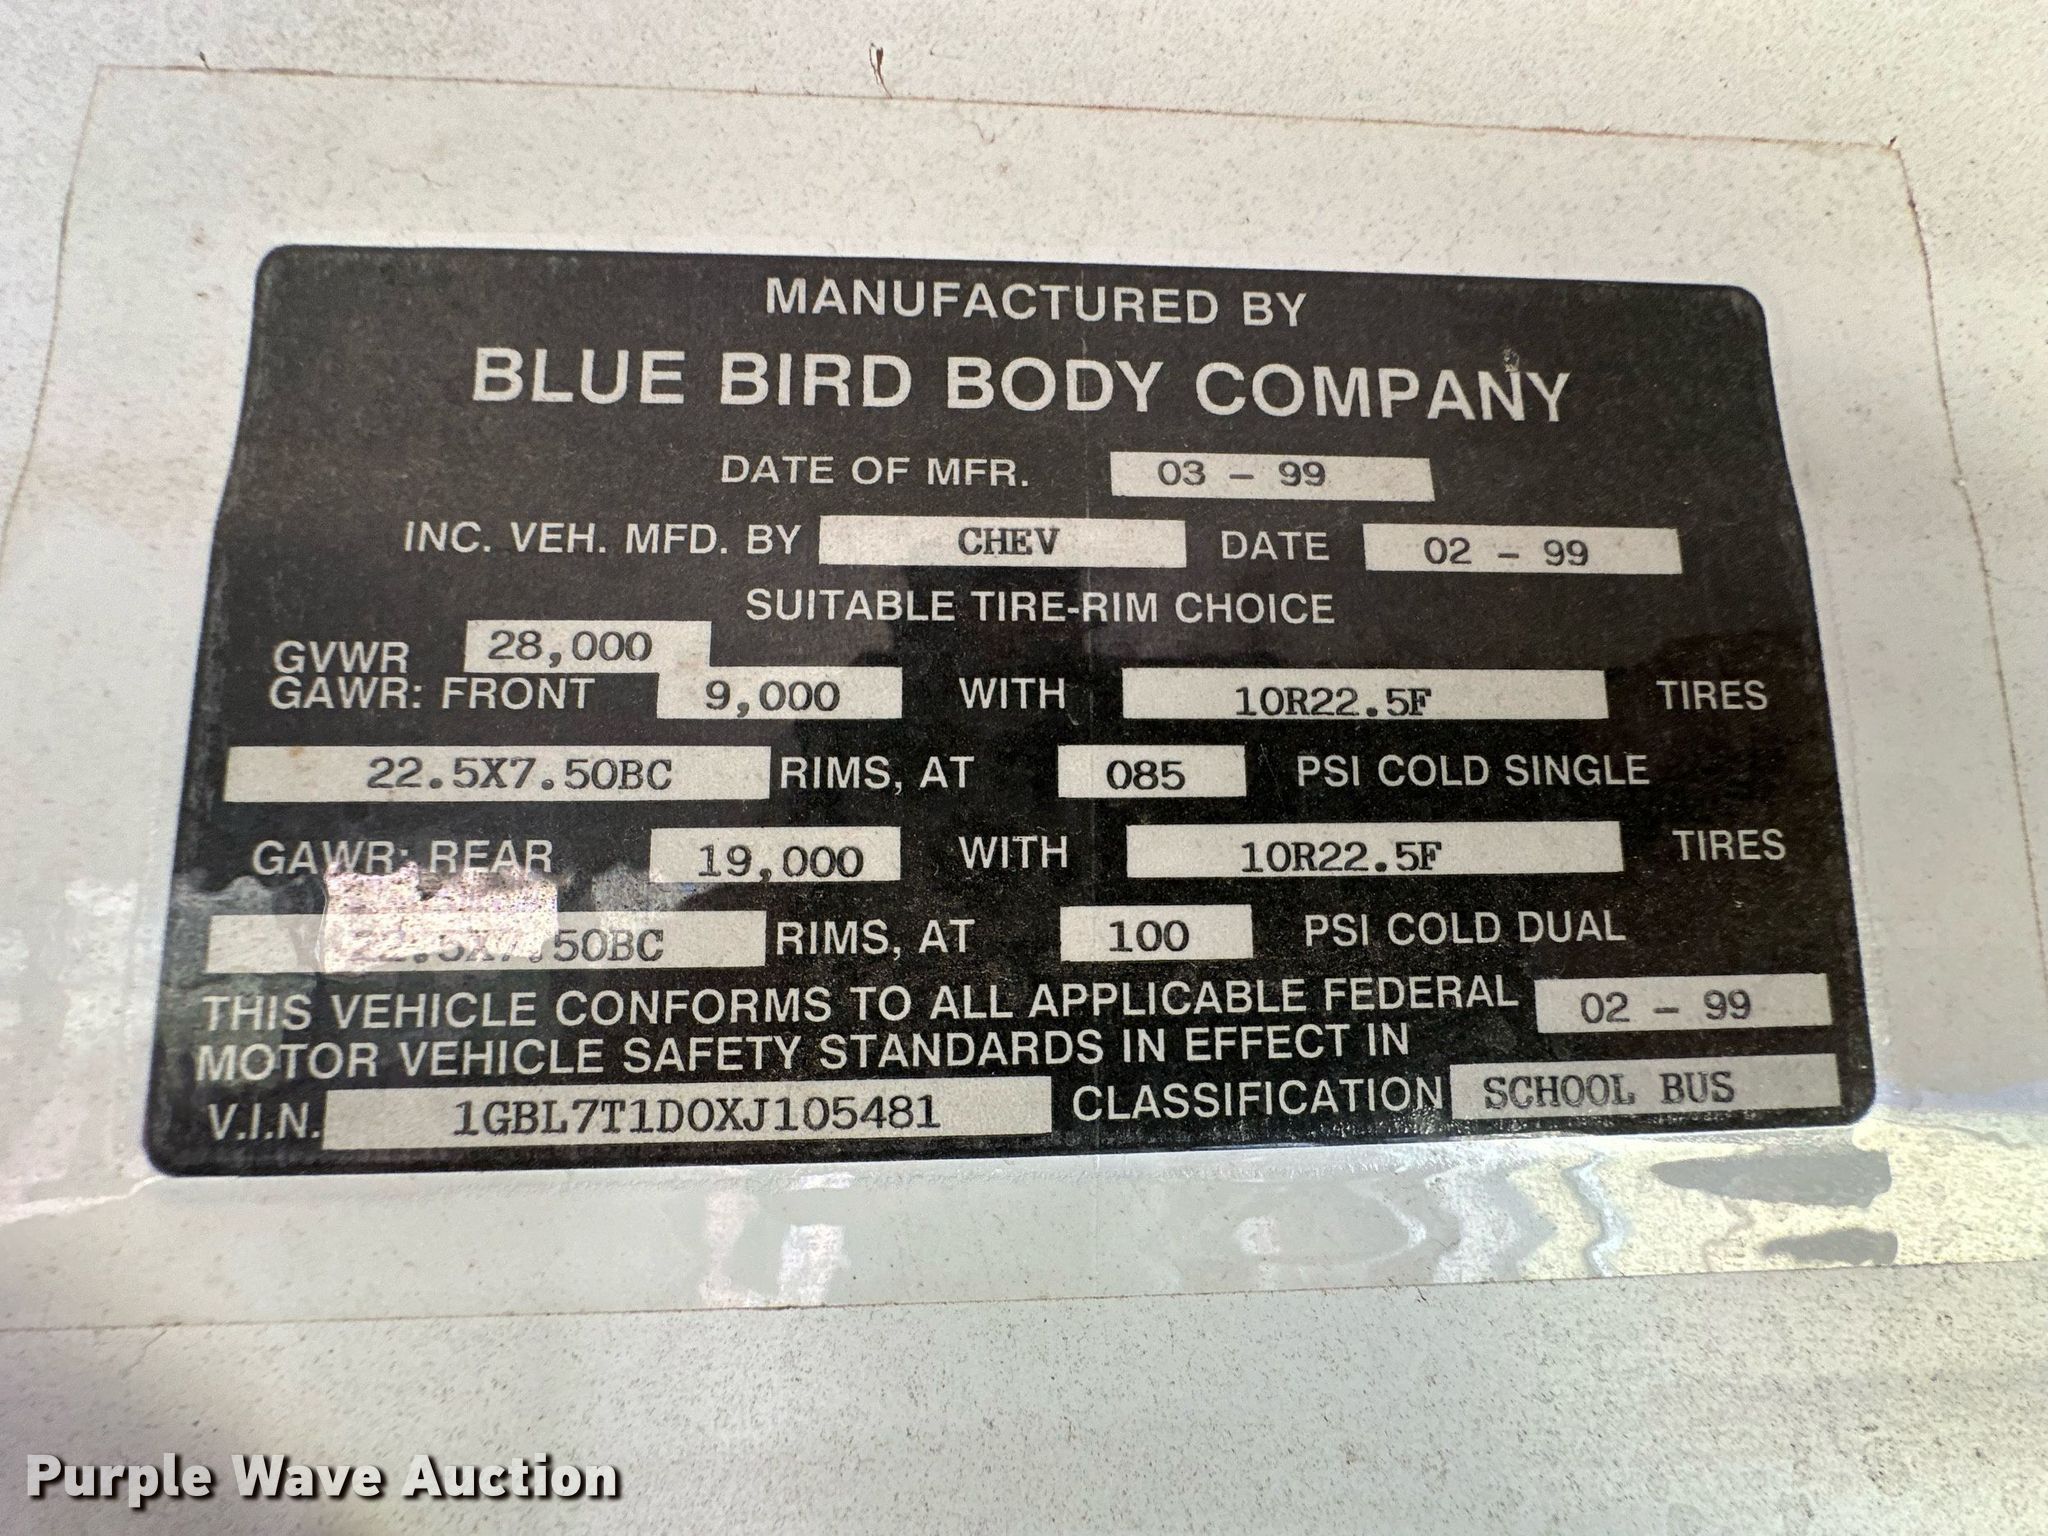 MANUFACTURED BY
BLUE BIRD BODY COMPANY
DATE OF MFR. 03 - 99
INC. VEH. MFD. BY CHEV DATE 02 - 99
SUITABLE TIRE-RIM CHOICE
GVWR 28,000
GAWR: FRONT 9,000 WITH 10R22.5F TIRES
22.5X7.50BC RIMS, AT 085 PSI COLD SINGLE
GAWR: REAR 19,000 WITH 10R22.5F TIRES
22.5X7.50BC RIMS, AT 100 PSI COLD DUAL
THIS VEHICLE CONFORMS TO ALL APPLICABLE FEDERAL
MOTOR VEHICLE SAFETY STANDARDS IN EFFECT IN 02 - 99
V.I.N. 1GBL7T1D0XJ105481 CLASSIFICATION SCHOOL BUS
Purple Wave Auction